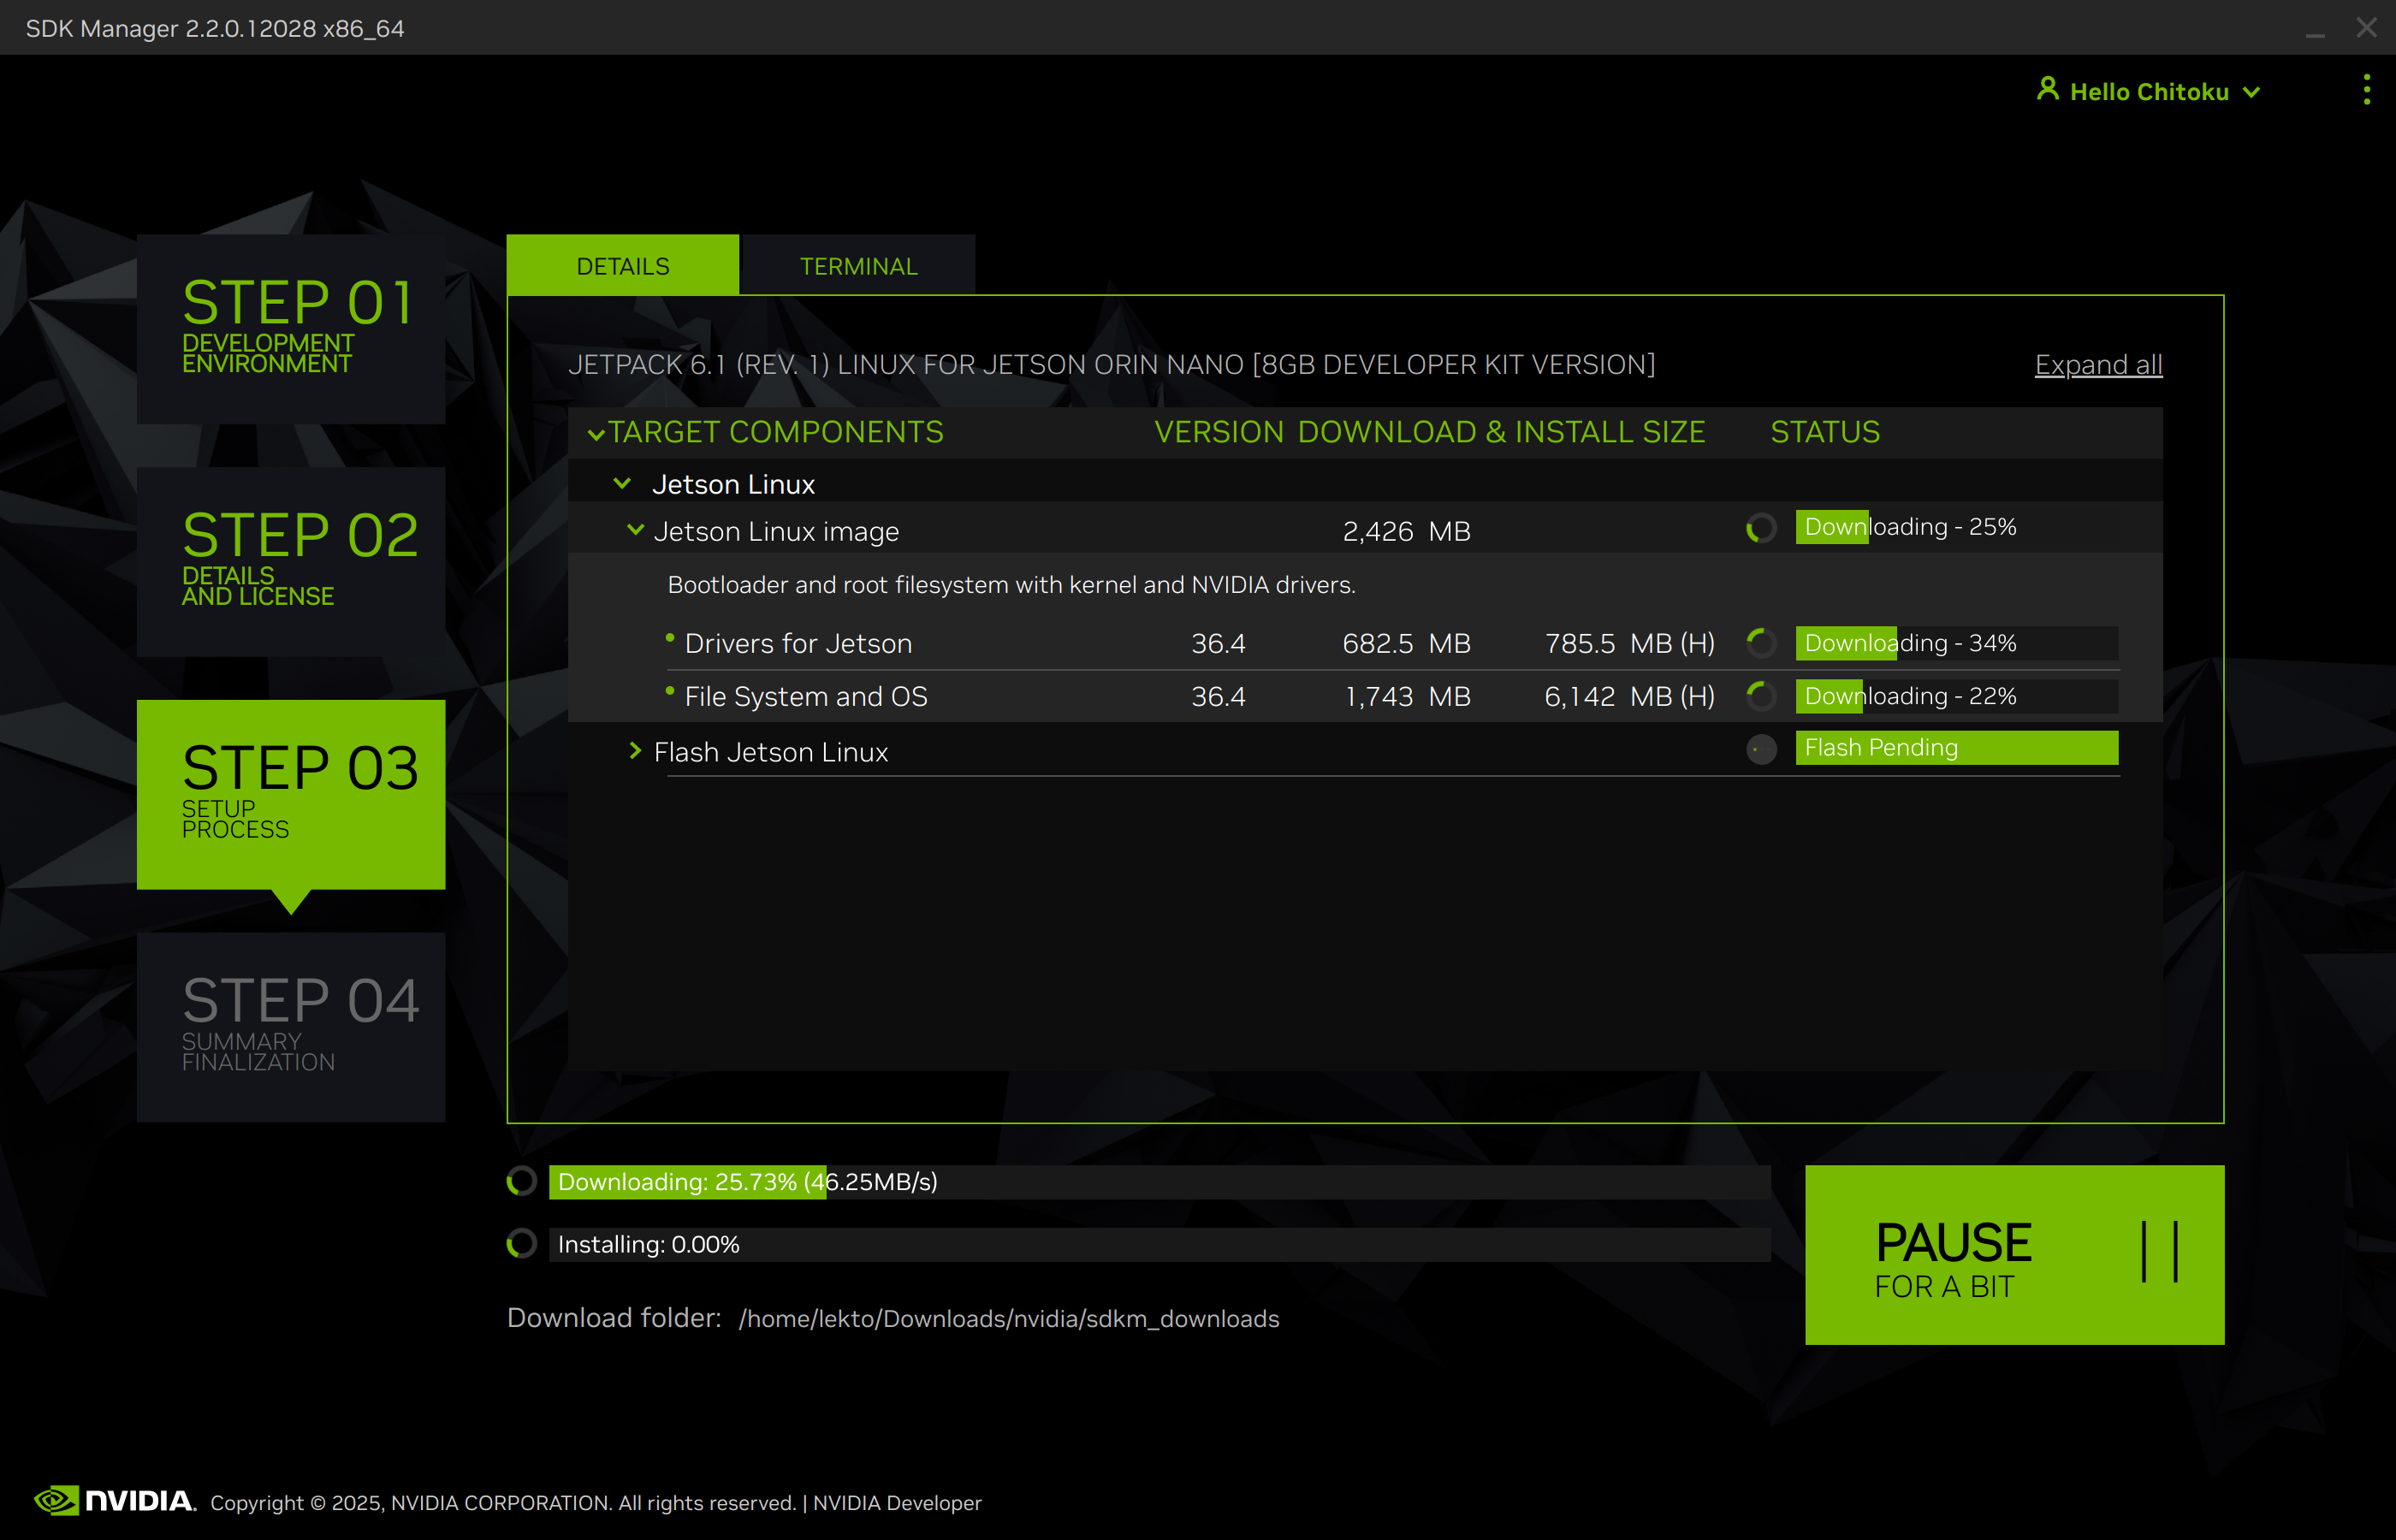 SDK Manager 2.2.0.12028 x86_64
Hello Chitoku
STEP 01
DEVELOPMENT
ENVIRONMENT
STEP 02
DETAILS
AND LICENSE
STEP 03
SETUP
PROCESS
STEP 04
SUMMARY
FINALIZATION
DETAILS TERMINAL
JETPACK 6.1 (REV. 1) LINUX FOR JETSON ORIN NANO [8GB DEVELOPER KIT VERSION] Expand all
TARGET COMPONENTS VERSION DOWNLOAD & INSTALL SIZE STATUS
Jetson Linux
Jetson Linux image 2,426 MB Downloading - 25%
Bootloader and root filesystem with kernel and NVIDIA drivers.
Drivers for Jetson 36.4 682.5 MB 785.5 MB (H) Downloading - 34%
File System and OS 36.4 1,743 MB 6,142 MB (H) Downloading - 22%
Flash Jetson Linux Flash Pending
Downloading: 25.73% (46.25MB/s)
Installing: 0.00%
PAUSE
FOR A BIT
Download folder: /home/lekto/Downloads/nvidia/sdkm_downloads
NVIDIA. Copyright © 2025, NVIDIA CORPORATION. All rights reserved. | NVIDIA Developer